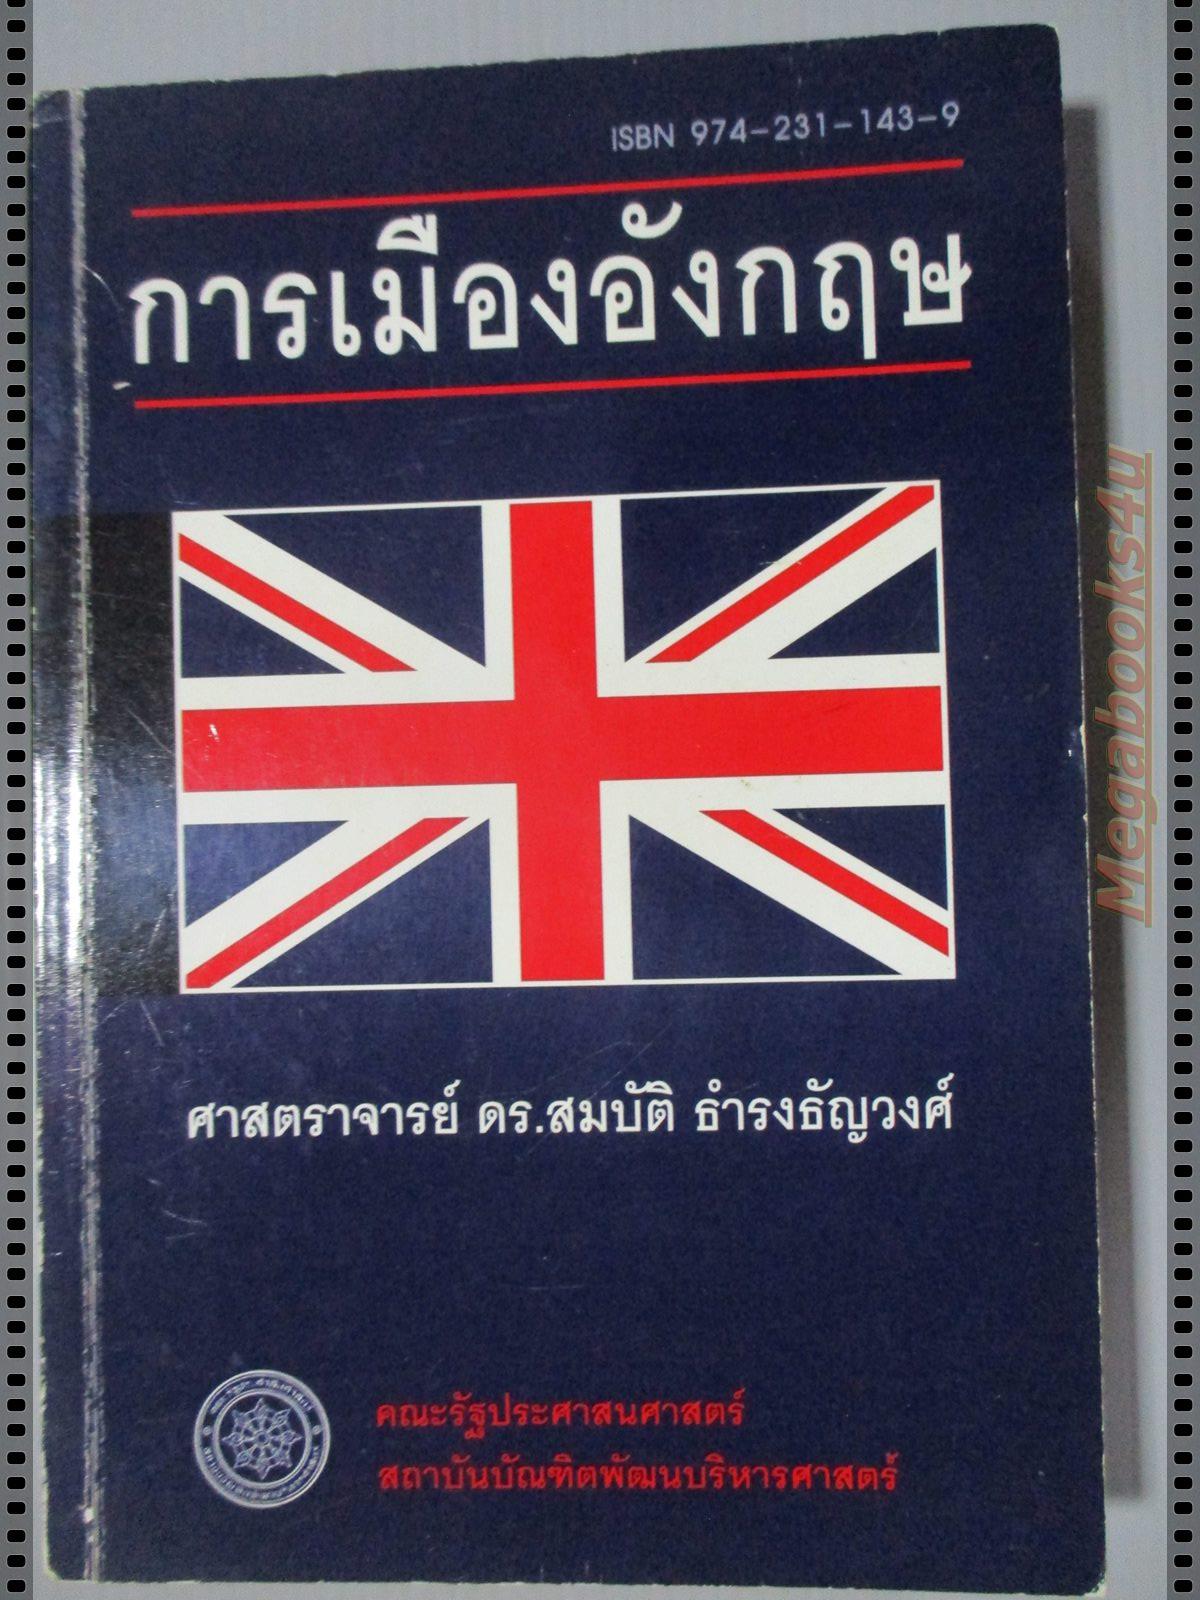 ISBN 974-231-143-9
การเมืองอังกฤษ
ศาสตราจารย์ ดร.สมบัติ ธำรงธัญวงศ์
คณะรัฐประศาสนศาสตร์
สถาบันบัณฑิตพัฒนบริหารศาสตร์
Megabooks4u